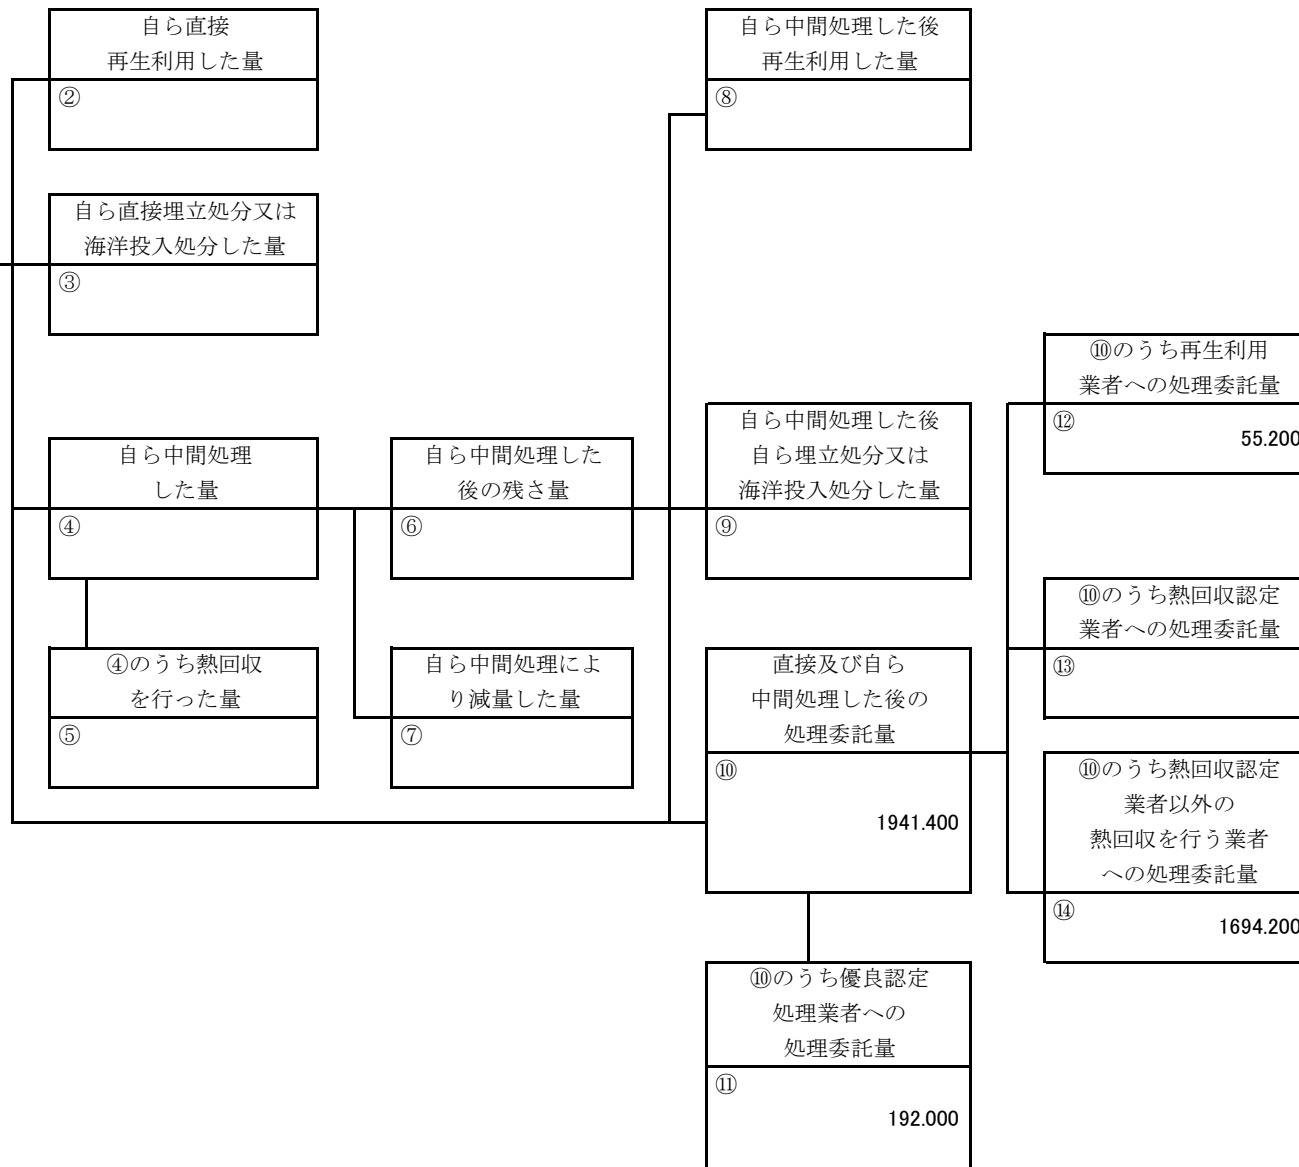 自ら直接
再生利用した量
②
自ら中間処理した後
再生利用した量
⑧
自ら直接埋立処分又は
海洋投入処分した量
③
⑩のうち再生利用
業者への処理委託量
⑫
55.200
自ら中間処理
した量
④
自ら中間処理した
後の残さ量
⑥
自ら中間処理した後
自ら埋立処分又は
海洋投入処分した量
⑨
⑩のうち熱回収認定
業者への処理委託量
⑬
④のうち熱回収
を行った量
⑤
自ら中間処理によ
り減量した量
⑦
直接及び自ら
中間処理した後の
処理委託量
⑩
1941.400
⑩のうち熱回収認定
業者以外の
熱回収を行う業者
への処理委託量
⑭
1694.200
⑩のうち優良認定
処理業者への
処理委託量
⑪
192.000